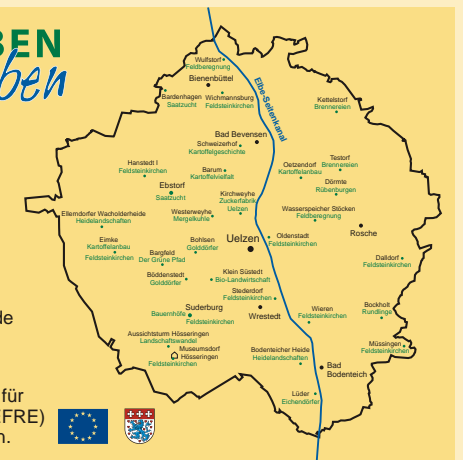 BEN
ben
Wulfstorf
Feldberegnung
Bienenbüttel
Bardenhagen
Saatzucht
Wichmannsburg
Feldsteinkirchen
Elbe-Seitenkanal
Kettelstorf
Brennereien
Bad Bevensen
Schweizerhof
Kartoffelgeschichte
Hanstedt I
Feldsteinkirchen
Barum
Kartoffelvielfalt
Oetzendorf
Kartoffelanbau
Testorf
Brennereien
Dörmte
Rübenburgen
Ebstorf
Saatzucht
Kirchweyhe
Zuckerfabrik
Uelzen
Westerweyhe
Mergelkuhle
Ellerndorfer Wacholderheide
Heidelandschaften
Wasserspeicher Stöcken
Feldberegnung
Rosche
Eimke
Kartoffelanbau
Feldsteinkirchen
Bohlsen
Golddörfer
Uelzen
Oldenstadt
Feldsteinkirchen
Bargfeld
Der Grüne Pfad
Dalldorf
Feldsteinkirchen
Böddenstedt
Golddörfer
Klein Süstedt
Bio-Landwirtschaft
Stederdorf
Feldsteinkirchen
Suderburg
Bauernhöfe
Feldsteinkirchen
Wrestedt
Wieren
Feldsteinkirchen
Bockholt
Rundlinge
de
Aussichtsturm Hösseringen
Landschaftswandel
Museumsdorf
Hösseringen
Feldsteinkirchen
Müssingen
Feldsteinkirchen
Bodenteicher Heide
Heidelandschaften
Bad
Bodenteich
Lüder
Eichendörfer
für
EFRE)
n.